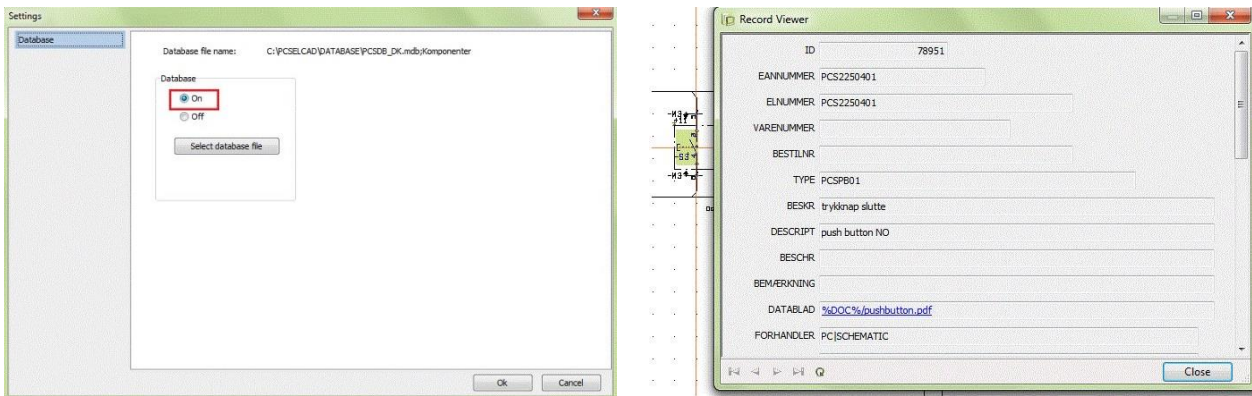 Settings
Database
Database file name: C:\PCSELCAD\DATABASE\PCSDB_DK.mdb;Komponenter
Database
On
Off
Select database file
Ok Cancel
Record Viewer
ID 78951
EANNUMMER PCS2250401
ELNUMMER PCS2250401
VARENUMMER
BESTILNR
TYPE PCSPB01
BESKR trykknap slutte
DESCRIPT push button NO
BESCHR
BEMÆRKNING
DATABLAD %DOC%/pushbutton.pdf
FORHANDLER PC|SCHEMATIC
Close